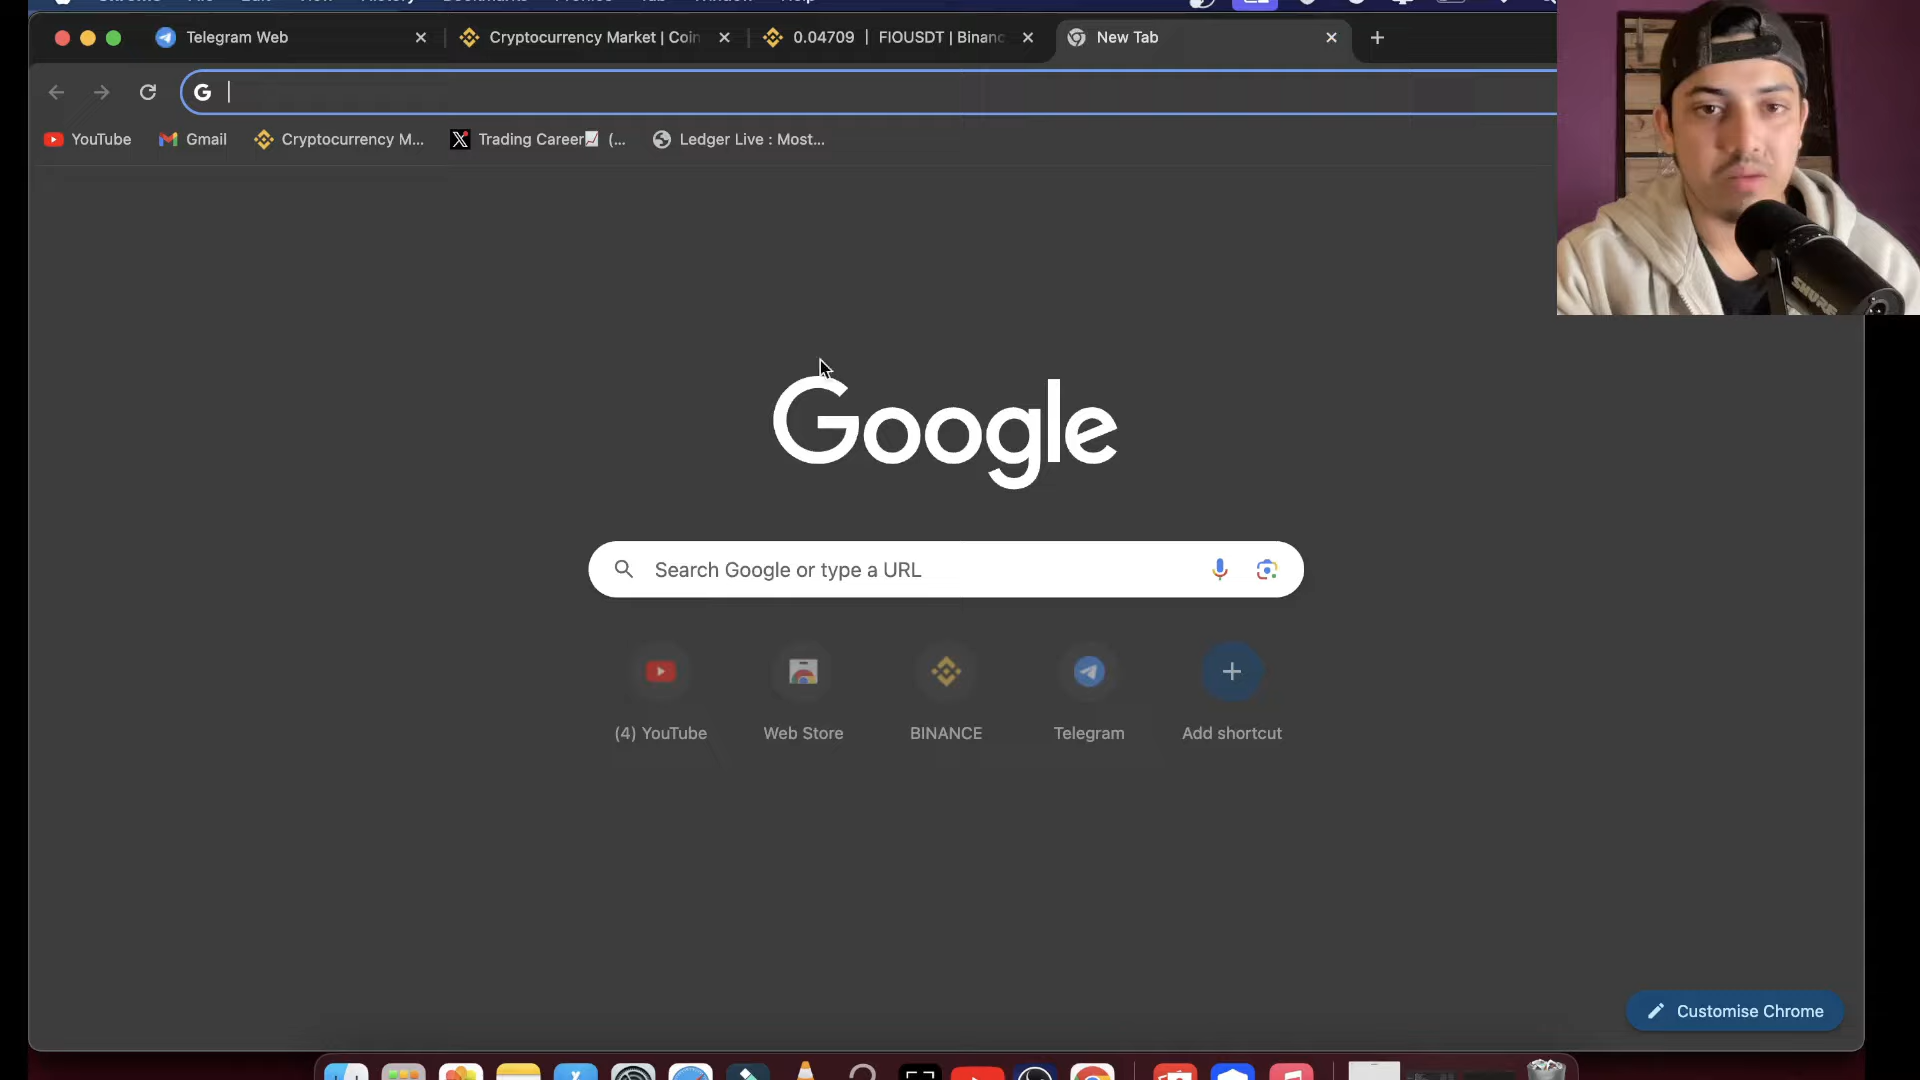 Telegram Web
Cryptocurrency Market | Coin
0.04709 | FIOUSDT | Binanc
New Tab
YouTube
Gmail
Cryptocurrency M...
Trading Career (...
Ledger Live : Most...
Google
Search Google or type a URL
(4) YouTube
Web Store
BINANCE
Telegram
Add shortcut
Customise Chrome
SHURE